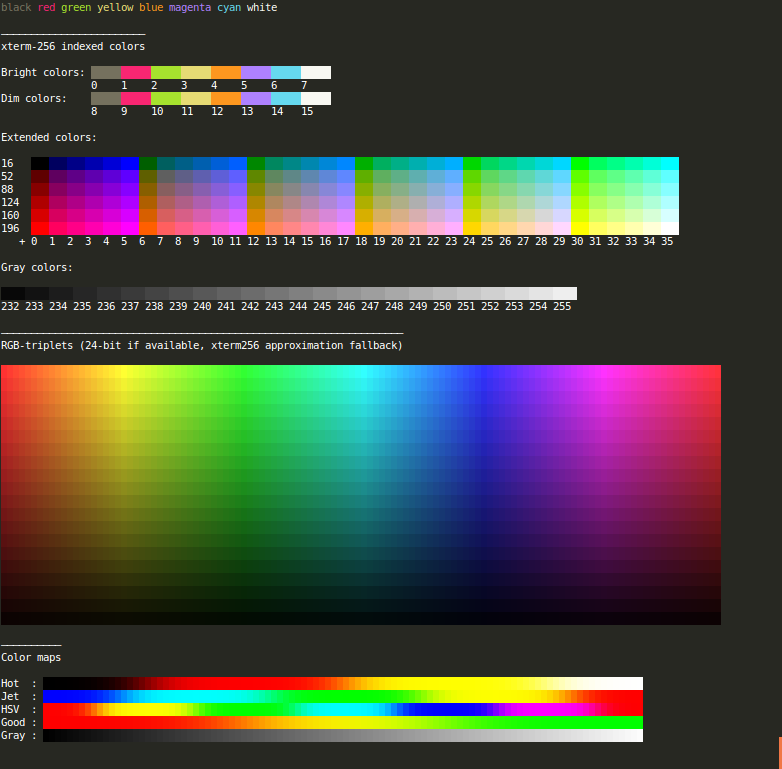 black red green yellow blue magenta cyan white
xterm-256 indexed colors
Bright colors:
0 1 2 3 4 5 6 7
Dim colors:
8 9 10 11 12 13 14 15
Extended colors:
16
52
88
124
160
196
+ 0 1 2 3 4 5 6 7 8 9 10 11 12 13 14 15 16 17 18 19 20 21 22 23 24 25 26 27 28 29 30 31 32 33 34 35
Gray colors:
232 233 234 235 236 237 238 239 240 241 242 243 244 245 246 247 248 249 250 251 252 253 254 255
RGB-triplets (24-bit if available, xterm256 approximation fallback)
Color maps
Hot :
Jet :
HSV :
Good :
Gray :